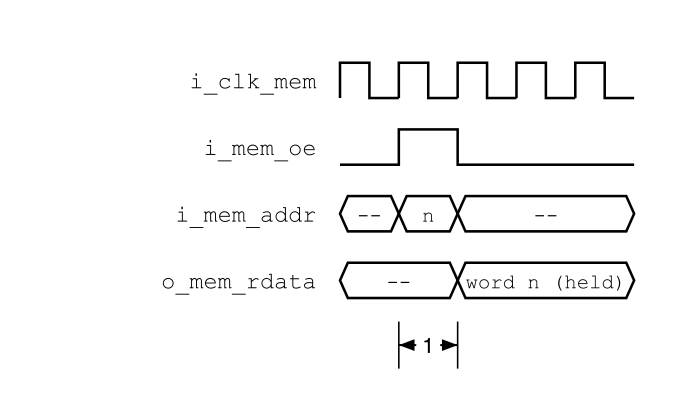 i_clk_mem
i_mem_oe
i_mem_addr -- n --
o_mem_rdata -- word n (held)
1